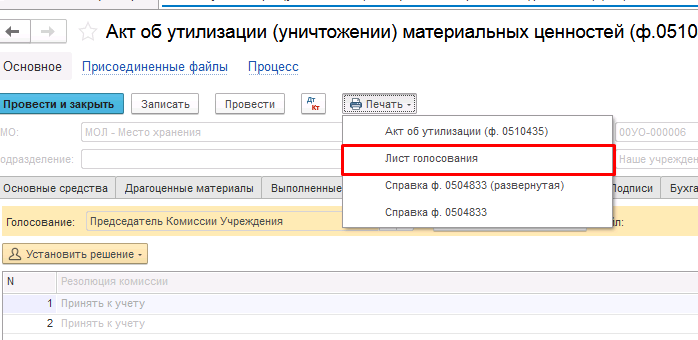 Акт об утилизации (уничтожении) материальных ценностей (ф.0510
Основное Присоединенные файлы Процесс
Провести и закрыть Записать Провести Дт Кт Печать
МО: МОЛ - Место хранения 00УО-000006
одразделение: Наше учрежден
Акт об утилизации (ф. 0510435)
Лист голосования
Справка ф. 0504833 (развернутая)
Справка ф. 0504833
Основные средства Драгоценные материалы Выполненные Подписи Бухга
Голосование: Председатель Комиссии Учреждения йл:
Установить решение
N Резолюция комиссии
1 Принять к учету
2 Принять к учету